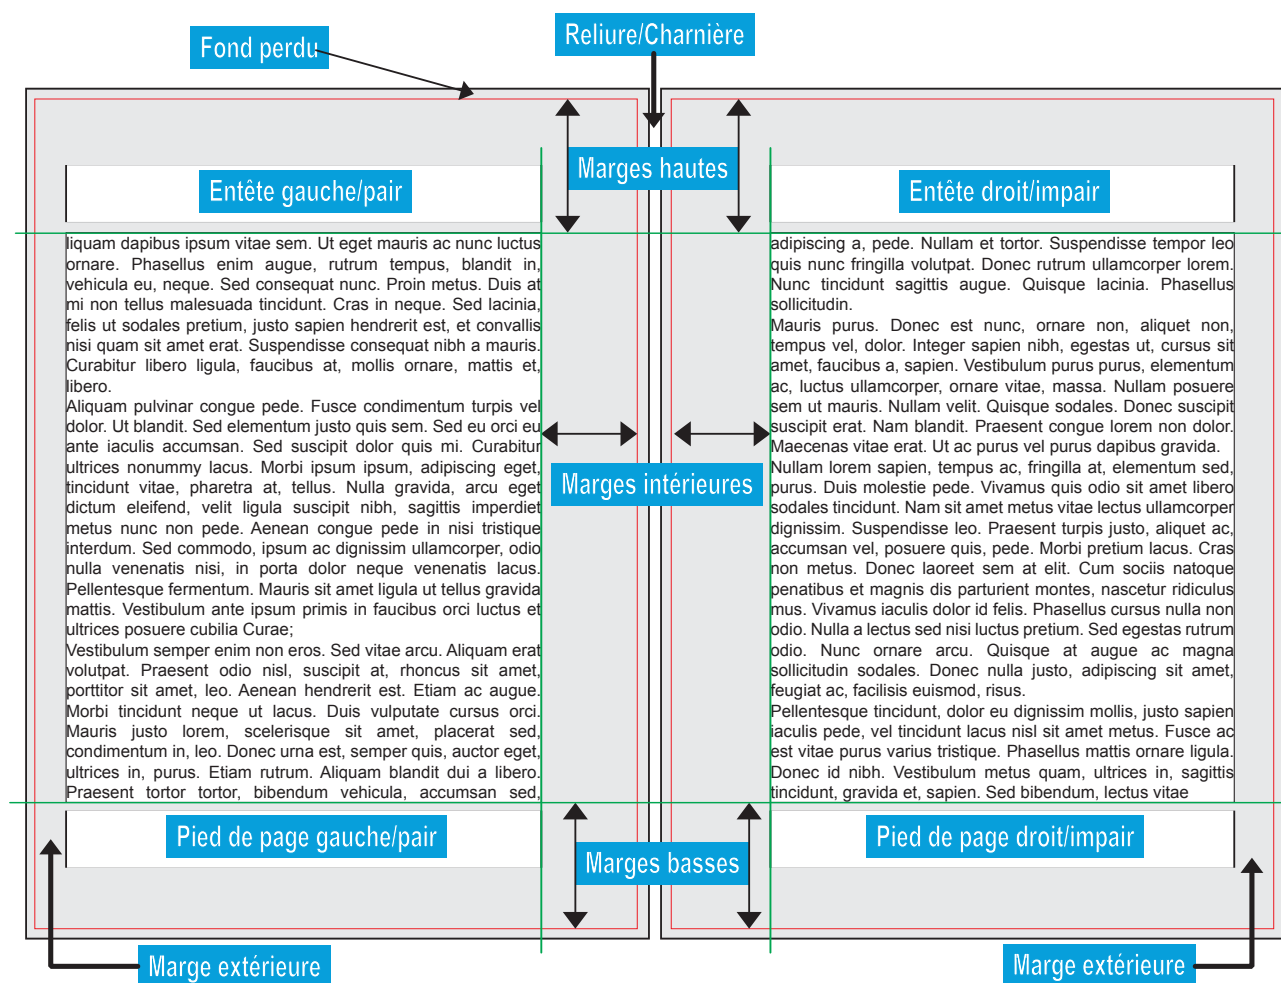 Fond perdu
Reliure/Charnière
Marges hautes
Entête gauche/pair
Entête droit/impair
liquam dapibus ipsum vitae sem. Ut eget mauris ac nunc luctus
ornare. Phasellus enim augue, rutrum tempus, blandit in,
vehicula eu, neque. Sed consequat nunc. Proin metus. Duis at
mi non tellus malesuada tincidunt. Cras in neque. Sed lacinia,
felis ut sodales pretium, justo sapien hendrerit est, et convallis
nisi quam sit amet erat. Suspendisse consequat nibh a mauris.
Curabitur libero ligula, faucibus at, mollis ornare, mattis et,
libero.
Aliquam pulvinar congue pede. Fusce condimentum turpis vel
dolor. Ut blandit. Sed elementum justo quis sem. Sed eu orci eu
ante iaculis accumsan. Sed suscipit dolor quis mi. Curabitur
ultrices nonummy lacus. Morbi ipsum ipsum, adipiscing eget,
tincidunt vitae, pharetra at, tellus. Nulla gravida, arcu eget
dictum eleifend, velit ligula suscipit nibh, sagittis imperdiet
metus nunc non pede. Aenean congue pede in nisi tristique
interdum. Sed commodo, ipsum ac dignissim ullamcorper, odio
nulla venenatis nisi, in porta dolor neque venenatis lacus.
Pellentesque fermentum. Mauris sit amet ligula ut tellus gravida
mattis. Vestibulum ante ipsum primis in faucibus orci luctus et
ultrices posuere cubilia Curae;
Vestibulum semper enim non eros. Sed vitae arcu. Aliquam erat
volutpat. Praesent odio nisl, suscipit at, rhoncus sit amet,
porttitor sit amet, leo. Aenean hendrerit est. Etiam ac augue.
Morbi tincidunt neque ut lacus. Duis vulputate cursus orci.
Mauris justo lorem, scelerisque sit amet, placerat sed,
condimentum in, leo. Donec urna est, semper quis, auctor eget,
ultrices in, purus. Etiam rutrum. Aliquam blandit dui a libero.
Praesent tortor tortor, bibendum vehicula, accumsan sed,
Marges intérieures
adipiscing a, pede. Nullam et tortor. Suspendisse tempor leo
quis nunc fringilla volutpat. Donec rutrum ullamcorper lorem.
Nunc tincidunt sagittis augue. Quisque lacinia. Phasellus
sollicitudin.
Mauris purus. Donec est nunc, ornare non, aliquet non,
tempus vel, dolor. Integer sapien nibh, egestas ut, cursus sit
amet, faucibus a, sapien. Vestibulum purus purus, elementum
ac, luctus ullamcorper, ornare vitae, massa. Nullam posuere
sem ut mauris. Nullam velit. Quisque sodales. Donec suscipit
suscipit erat. Nam blandit. Praesent congue lorem non dolor.
Maecenas vitae erat. Ut ac purus vel purus dapibus gravida.
Nullam lorem sapien, tempus ac, fringilla at, elementum sed,
purus. Duis molestie pede. Vivamus quis odio sit amet libero
sodales tincidunt. Nam sit amet metus vitae lectus ullamcorper
dignissim. Suspendisse leo. Praesent turpis justo, aliquet ac,
accumsan vel, posuere quis, pede. Morbi pretium lacus. Cras
non metus. Donec laoreet sem at elit. Cum sociis natoque
penatibus et magnis dis parturient montes, nascetur ridiculus
mus. Vivamus iaculis dolor id felis. Phasellus cursus nulla non
odio. Nulla a lectus sed nisi luctus pretium. Sed egestas rutrum
odio. Nunc ornare arcu. Quisque at augue ac magna
sollicitudin sodales. Donec nulla justo, adipiscing sit amet,
feugiat ac, facilisis euismod, risus.
Pellentesque tincidunt, dolor eu dignissim mollis, justo sapien
iaculis pede, vel tincidunt lacus nisl sit amet metus. Fusce ac
est vitae purus varius tristique. Phasellus mattis ornare ligula.
Donec id nibh. Vestibulum metus quam, ultrices in, sagittis
tincidunt, gravida et, sapien. Sed bibendum, lectus vitae
Pied de page gauche/pair
Marges basses
Pied de page droit/impair
Marge extérieure
Marge extérieure